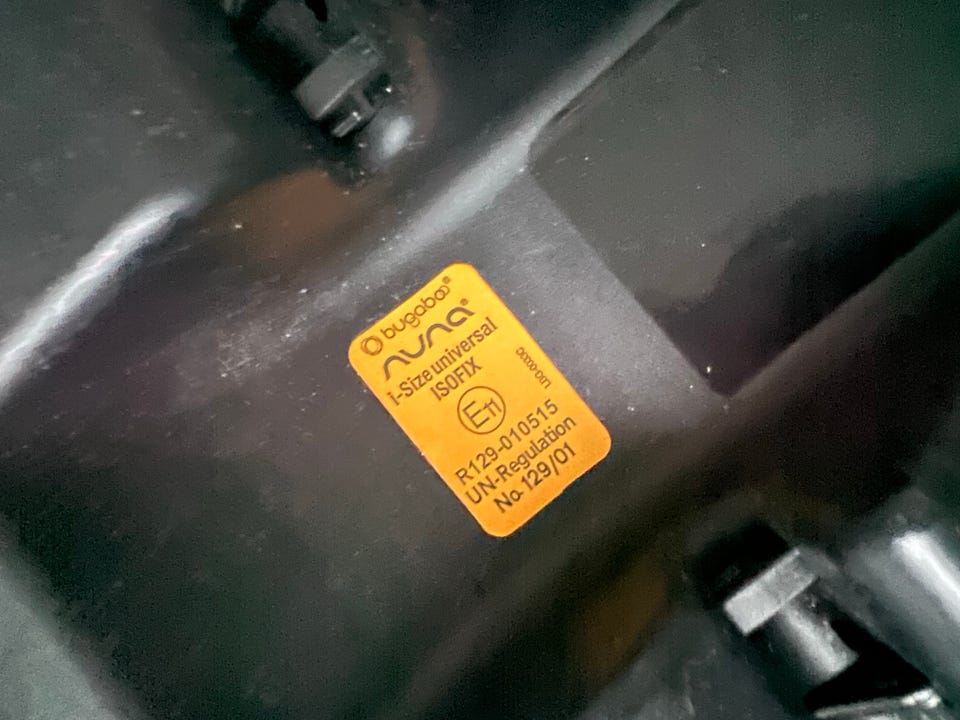 bugaboo®
nuna®
i-Size universal
ISOFIX
E11
R129-010515
UN-Regulation
No. 129/01